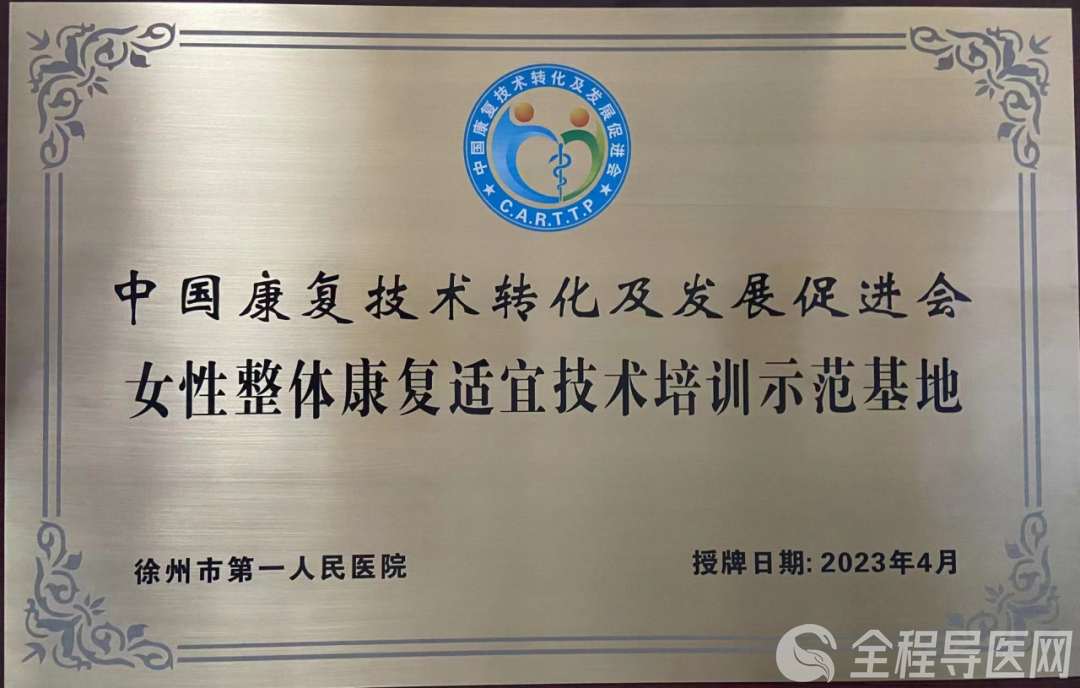 中国康复技术转化及发展促进会
★ C.A.R.T.T.P ★
中国康复技术转化及发展促进会
女性整体康复适宜技术培训示范基地
徐州市第一人民医院
授牌日期: 2023年4月
全程导医网